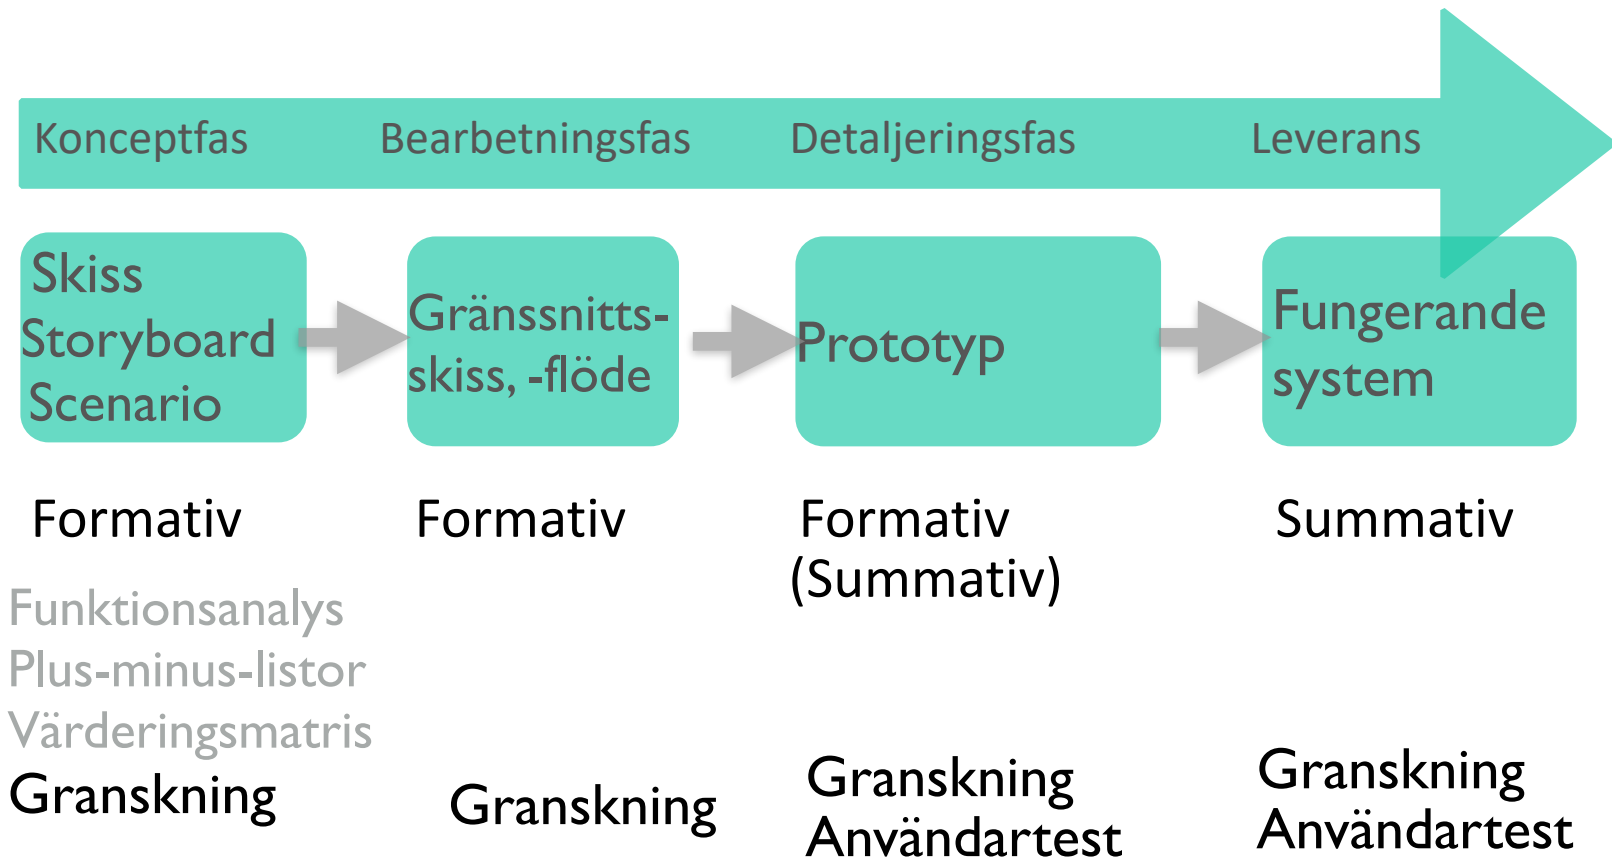 Konceptfas
Bearbetningsfas
Detaljeringsfas
Leverans
Skiss
Storyboard
Scenario
Gränssnitts-
skiss, -flöde
Prototyp
Fungerande
system
Formativ
Formativ
Formativ
(Summativ)
Summativ
Funktionsanalys
Plus-minus-listor
Värderingsmatris
Granskning
Granskning
Granskning
Användartest
Granskning
Användartest